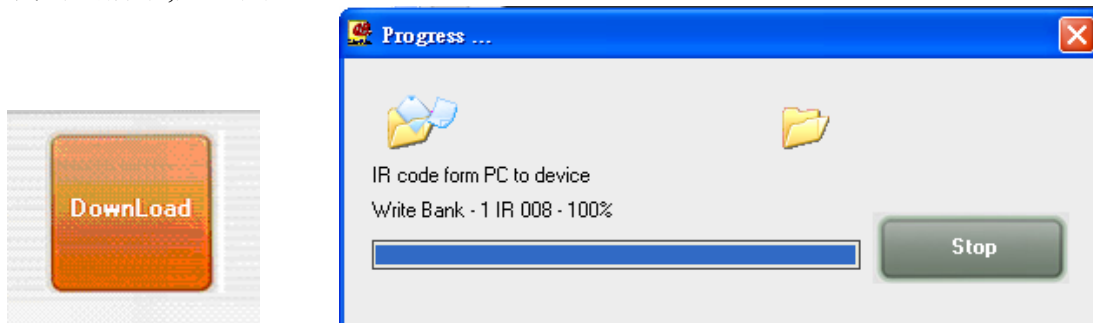 Progress ...
DownLoad
IR code form PC to device
Write Bank - 1 IR 008 - 100%
Stop